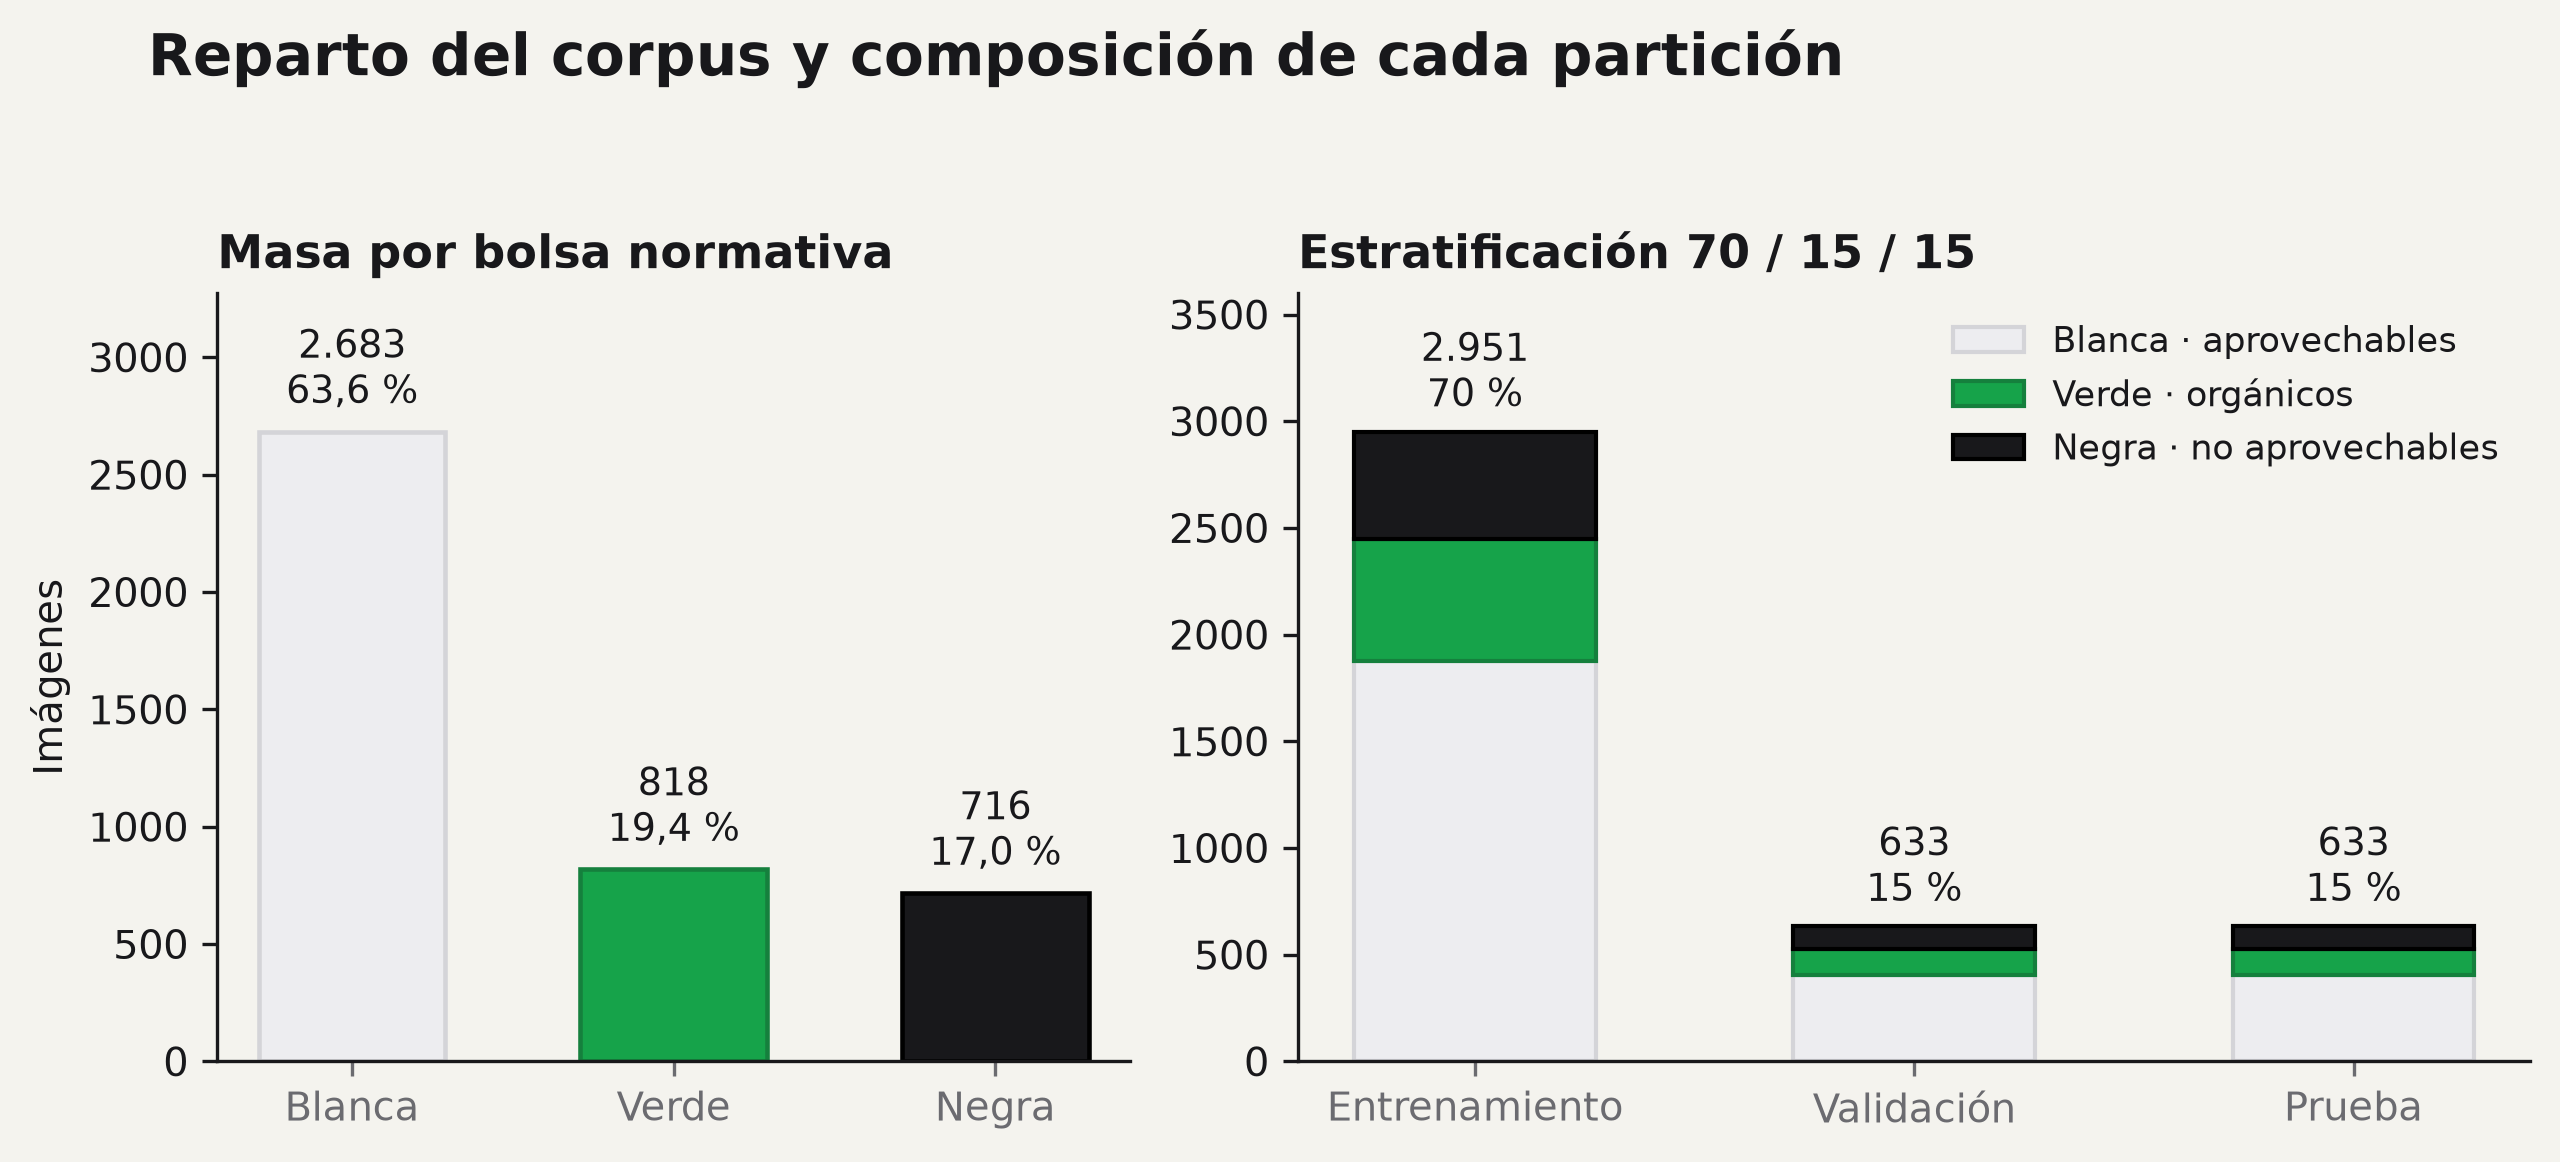 Reparto del corpus y composición de cada partición
Masa por bolsa normativa
Imágenes
3000
2500
2000
1500
1000
500
0
2.683
63,6 %
818
19,4 %
716
17,0 %
Blanca
Verde
Negra
Estratificación 70 / 15 / 15
3500
3000
2500
2000
1500
1000
500
0
2.951
70 %
633
15 %
633
15 %
Blanca · aprovechables
Verde · orgánicos
Negra · no aprovechables
Entrenamiento
Validación
Prueba